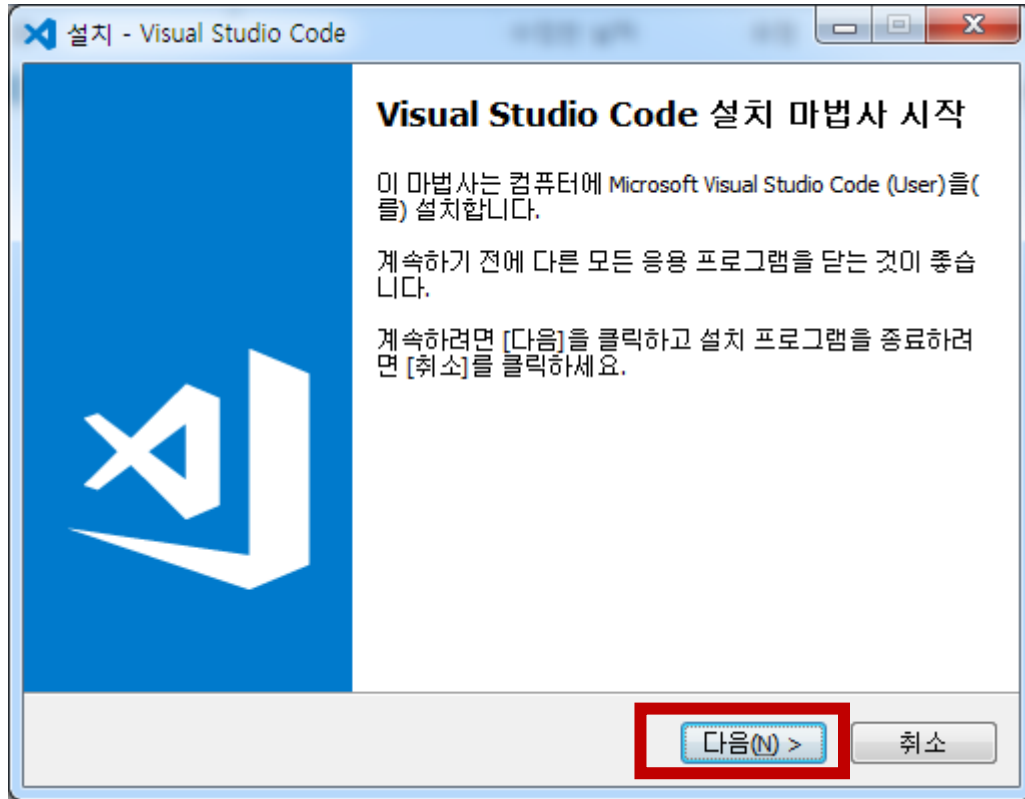 설치 - Visual Studio Code
Visual Studio Code 설치 마법사 시작
이 마법사는 컴퓨터에 Microsoft Visual Studio Code (User)을(
를) 설치합니다.
계속하기 전에 다른 모든 응용 프로그램을 닫는 것이 좋습
니다.
계속하려면 [다음]을 클릭하고 설치 프로그램을 종료하려
면 [취소]를 클릭하세요.
다음(N) >
취소